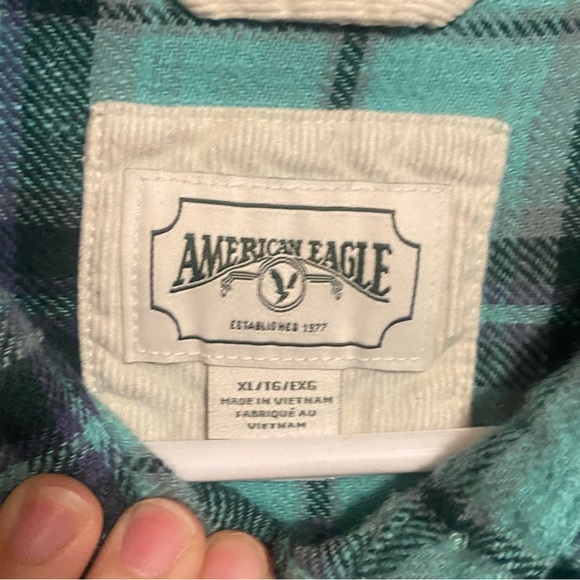 AMERICAN EAGLE
ESTABLISHED 1977
XL/TG/EXG
MADE IN VIETNAM
FABRIQUÉ AU
VIETNAM